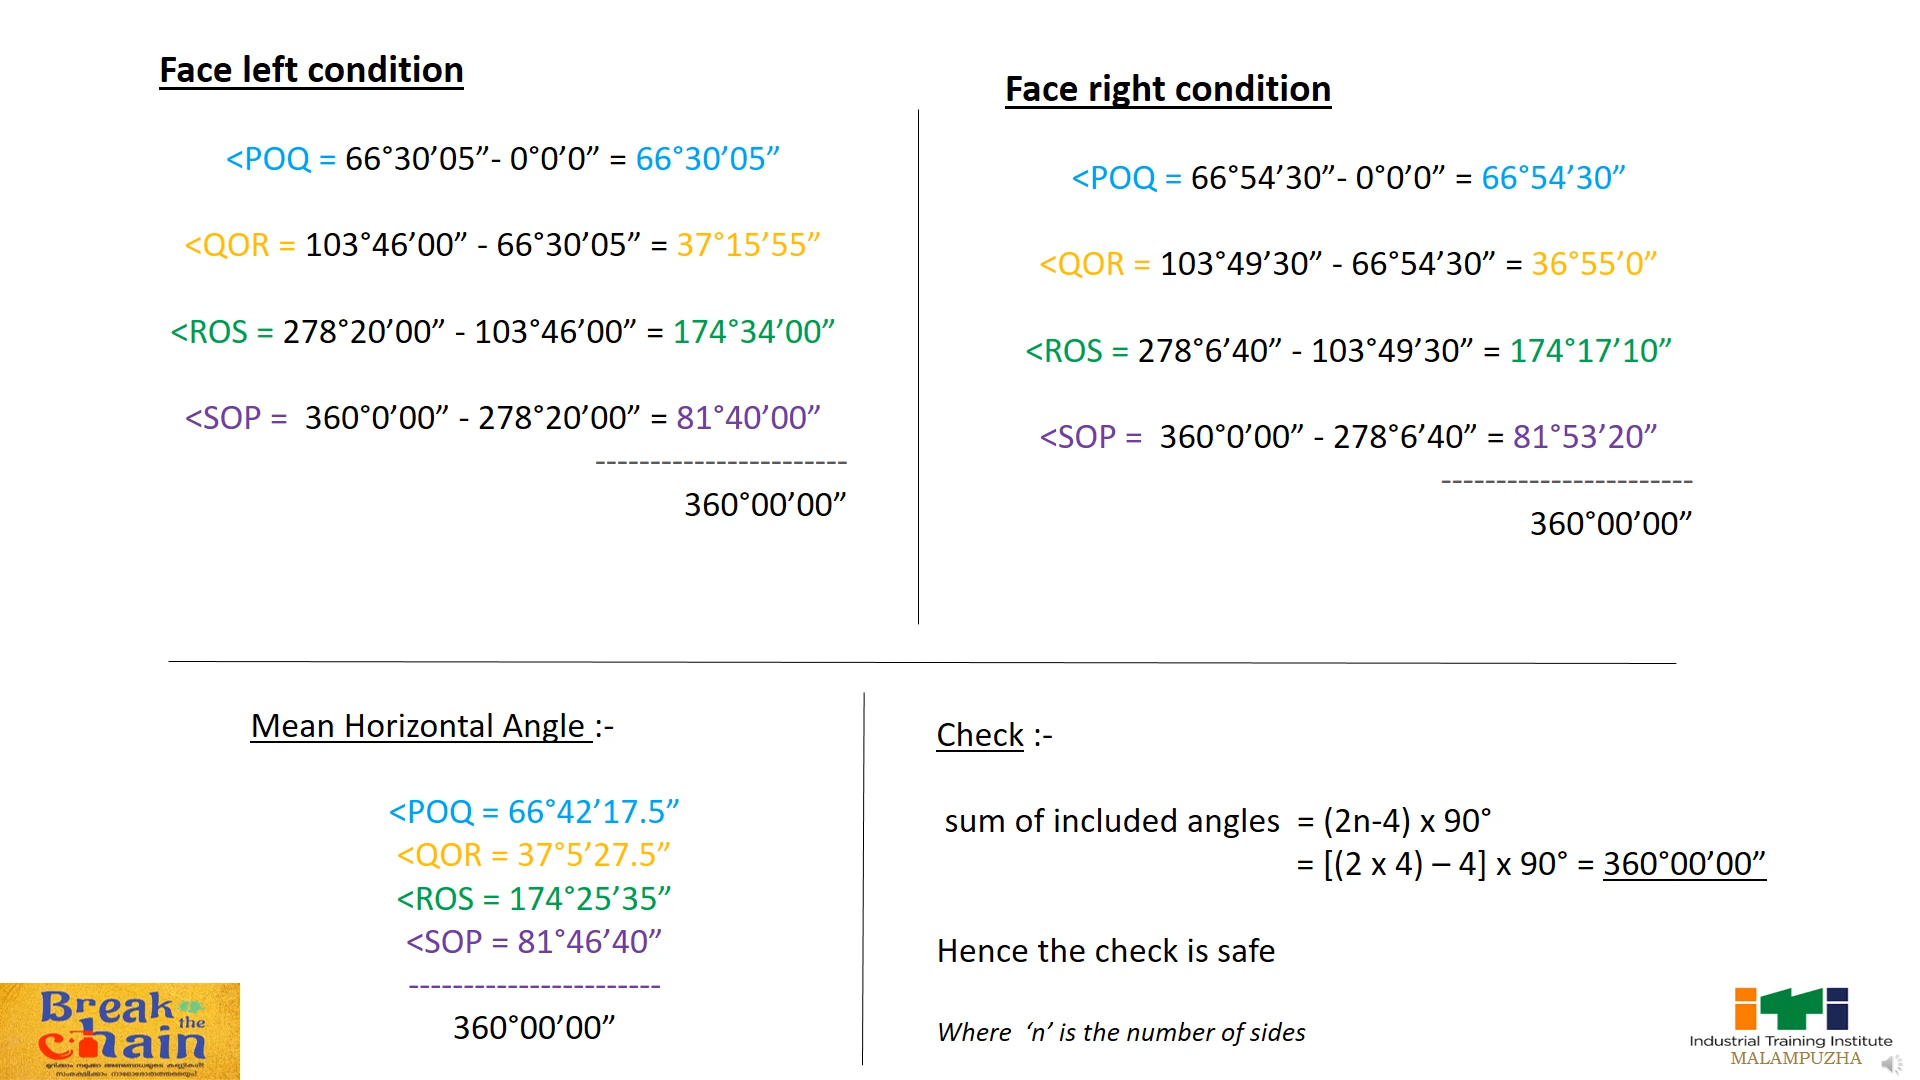 Face left condition
<POQ = 66°30’05”- 0°0’0” = 66°30’05”
<QOR = 103°46’00” - 66°30’05” = 37°15’55”
<ROS = 278°20’00” - 103°46’00” = 174°34’00”
<SOP = 360°0’00” - 278°20’00” = 81°40’00”
-----------------------
360°00’00”
Face right condition
<POQ = 66°54’30”- 0°0’0” = 66°54’30”
<QOR = 103°49’30” - 66°54’30” = 36°55’0”
<ROS = 278°6’40” - 103°49’30” = 174°17’10”
<SOP = 360°0’00” - 278°6’40” = 81°53’20”
-----------------------
360°00’00”
Mean Horizontal Angle :-
<POQ = 66°42’17.5”
<QOR = 37°5’27.5”
<ROS = 174°25’35”
<SOP = 81°46’40”
-----------------------
360°00’00”
Check :-
sum of included angles = (2n-4) x 90°
= [(2 x 4) – 4] x 90° = 360°00’00”
Hence the check is safe
Where ‘n’ is the number of sides
Break
the
chain
iti
Industrial Training Institute
MALAMPUZHA